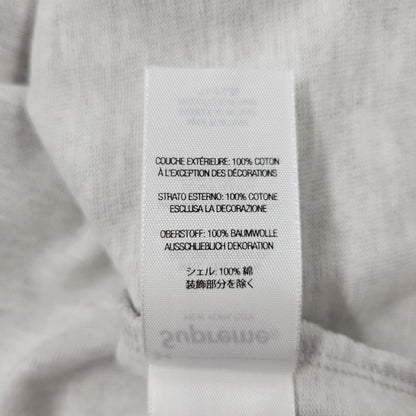 COUCHE EXTÉRIEURE: 100% COTON
À L'EXCEPTION DES DÉCORATIONS
STRATO ESTERNO: 100% COTONE
ESCLUSA LA DECORAZIONE
OBERSTOFF: 100% BAUMWOLLE
AUSSCHLIEßLICH DEKORATION
シェル: 100% 綿
装飾部分を除く
Supreme